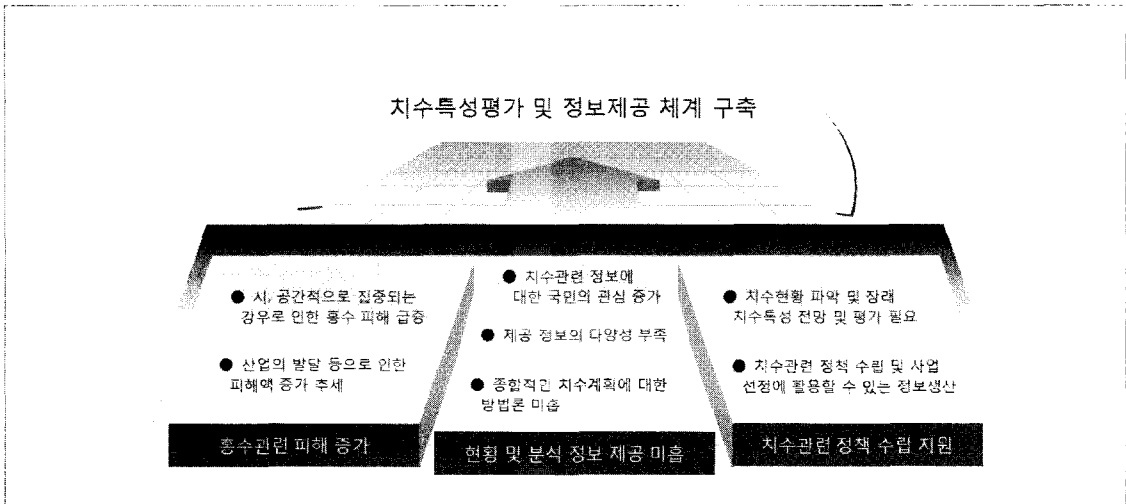 치수특성평가 및 정보제공 체계 구축
● 시, 공간적으로 집중되는
강우로 인한 홍수 피해 급증
● 산업의 발달 등으로 인한
피해액 증가 추세
홍수관련 피해 증가
● 치수관련 정보에
대한 국민의 관심 증가
● 제공 정보의 다양성 부족
● 종합적인 치수계획에 대한
방법론 미흡
현황 및 분석 정보 제공 미흡
● 치수현황 파악 및 장래
치수특성 전망 및 평가 필요
● 치수관련 정책 수립 및 사업
선정에 활용할 수 있는 정보생산
치수관련 정책 수립 지원